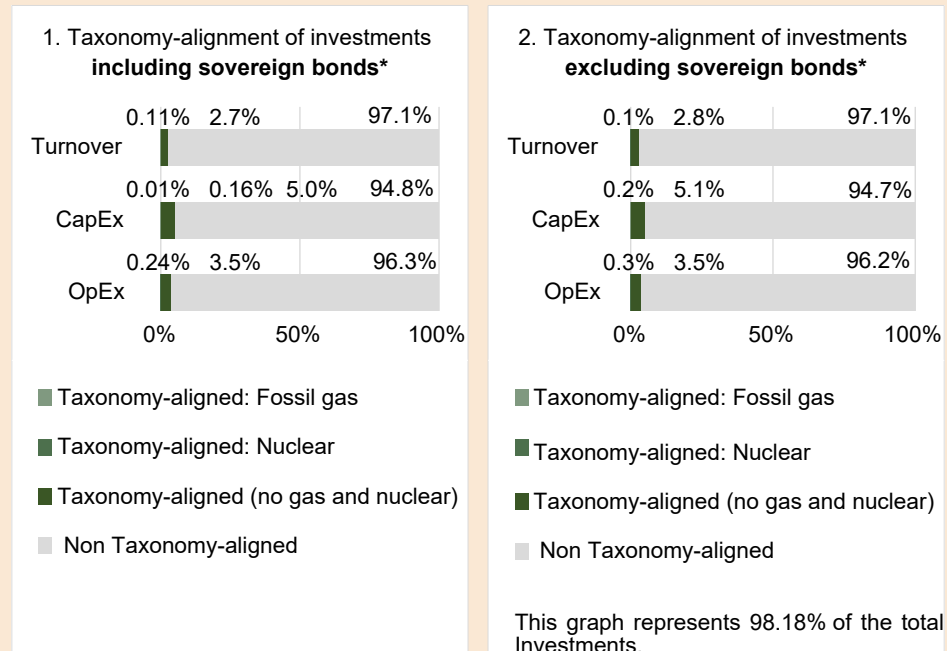 1. Taxonomy-alignment of investments
including sovereign bonds*
0.11% 2.7% 97.1%
Turnover
0.01% 0.16% 5.0% 94.8%
CapEx
0.24% 3.5% 96.3%
OpEx
0% 50% 100%
Taxonomy-aligned: Fossil gas
Taxonomy-aligned: Nuclear
Taxonomy-aligned (no gas and nuclear)
Non Taxonomy-aligned
2. Taxonomy-alignment of investments
excluding sovereign bonds*
0.1% 2.8% 97.1%
Turnover
0.2% 5.1% 94.7%
CapEx
0.3% 3.5% 96.2%
OpEx
0% 50% 100%
Taxonomy-aligned: Fossil gas
Taxonomy-aligned: Nuclear
Taxonomy-aligned (no gas and nuclear)
Non Taxonomy-aligned
This graph represents 98.18% of the total
Investments.